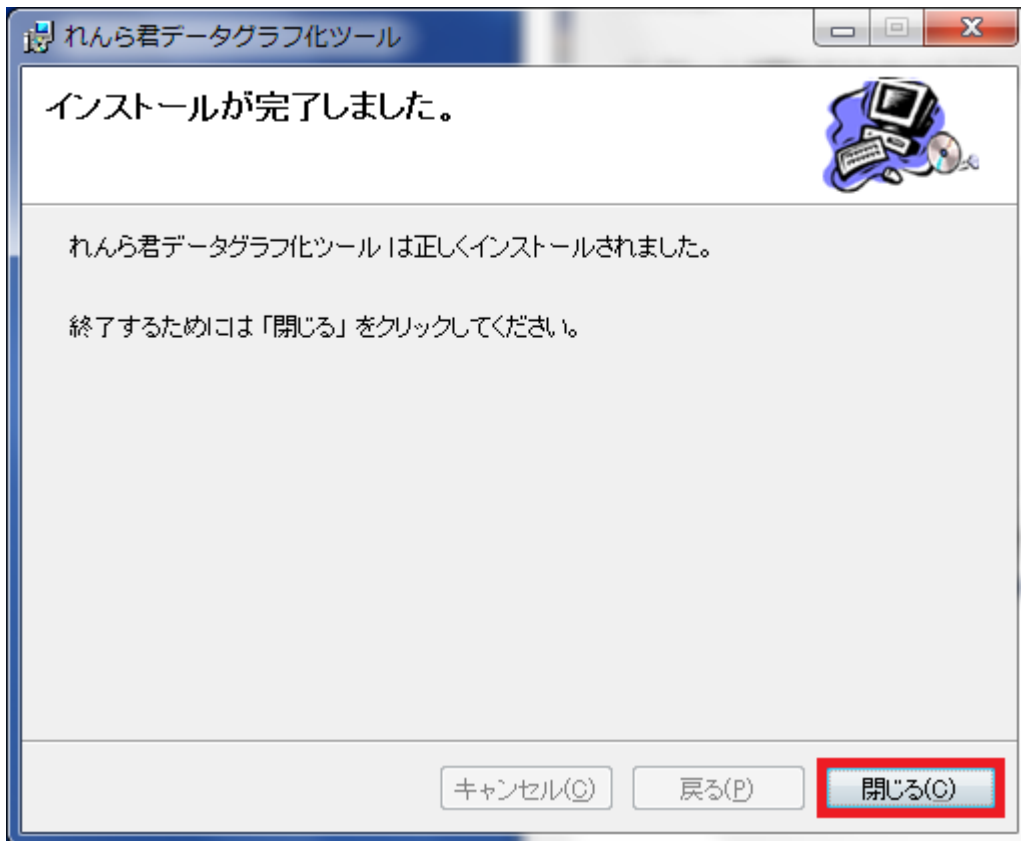 れんら君データグラフ化ツール
インストールが完了しました。
れんら君データグラフ化ツール は正しくインストールされました。
終了するためには「閉じる」をクリックしてください。
キャンセル(C) 戻る(P) 閉じる(C)